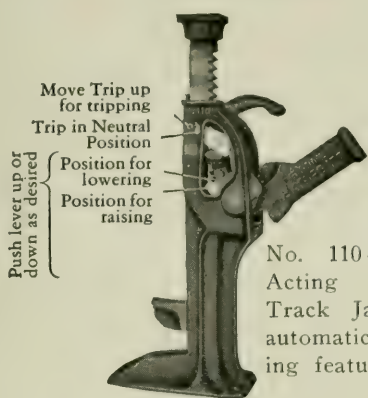 Move Trip up
for tripping
Trip in Neutral
Position
Push lever up or
down as desired
Position for
lowering
Position for
raising
No. 110
Acting
Track Ja
automatic
ing featu